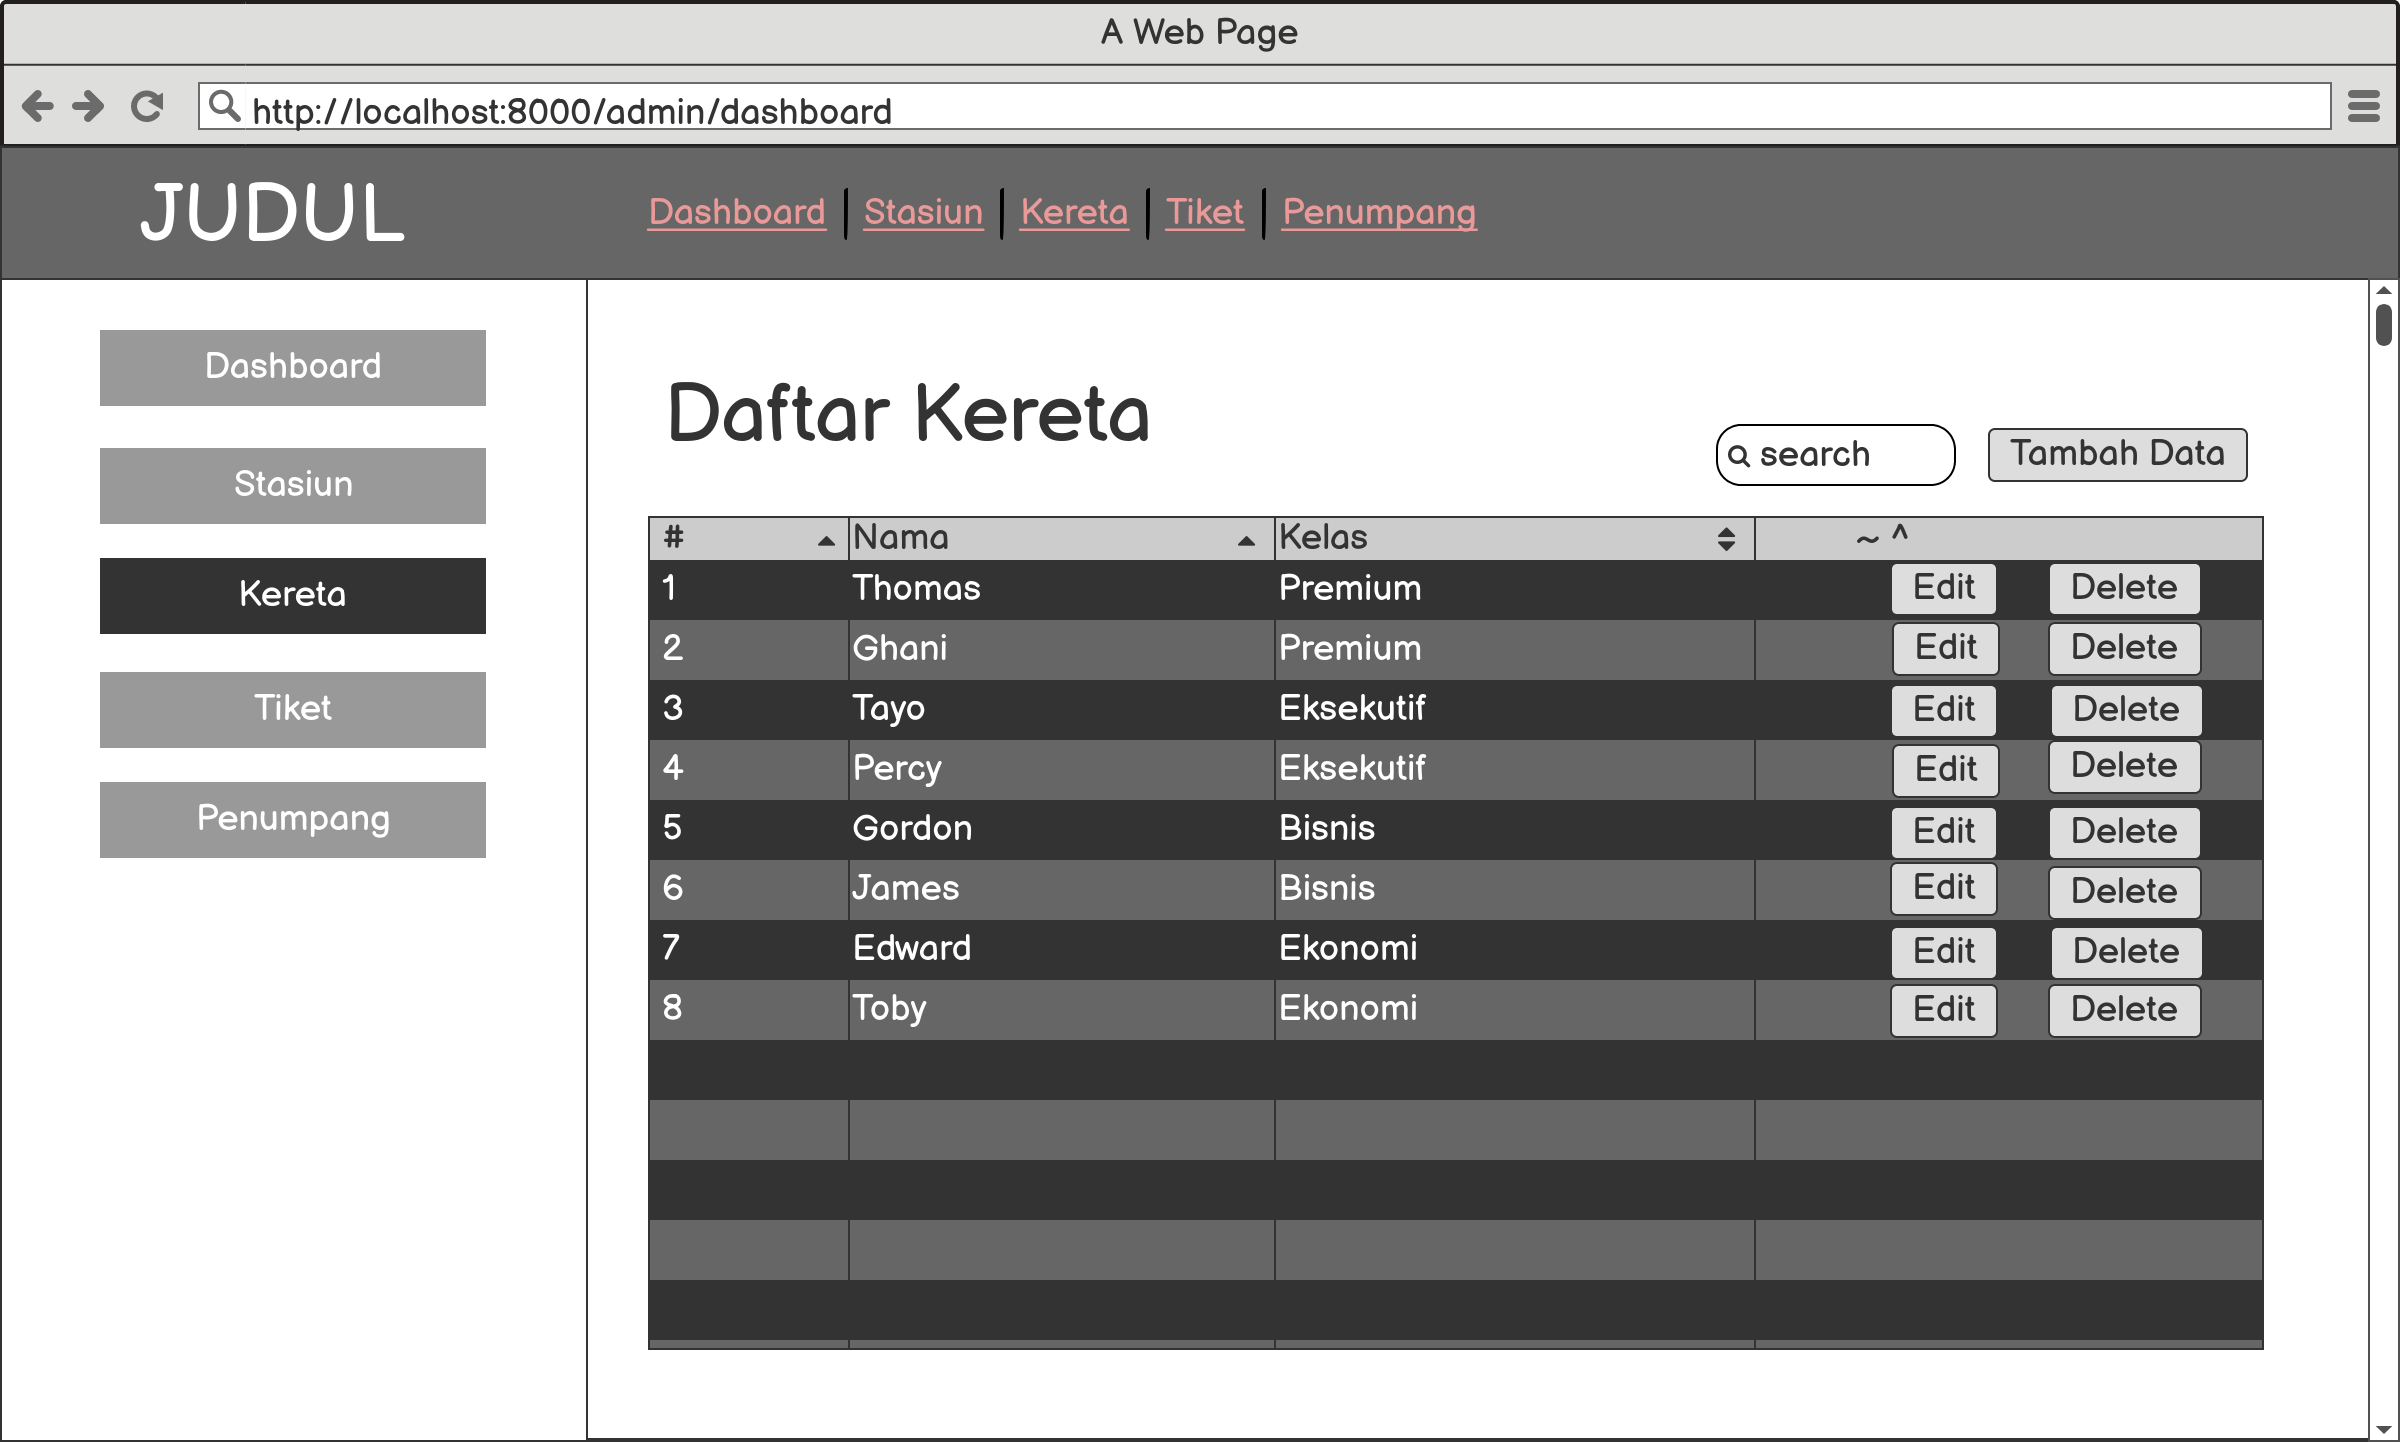 A Web Page
http://localhost:8000/admin/dashboard
JUDUL
Dashboard Stasiun Kereta Tiket Penumpang
Dashboard
Stasiun
Kereta
Tiket
Penumpang
Daftar Kereta
search Tambah Data
# Nama Kelas ~ ^
1 Thomas Premium Edit Delete
2 Ghani Premium Edit Delete
3 Tayo Eksekutif Edit Delete
4 Percy Eksekutif Edit Delete
5 Gordon Bisnis Edit Delete
6 James Bisnis Edit Delete
7 Edward Ekonomi Edit Delete
8 Toby Ekonomi Edit Delete